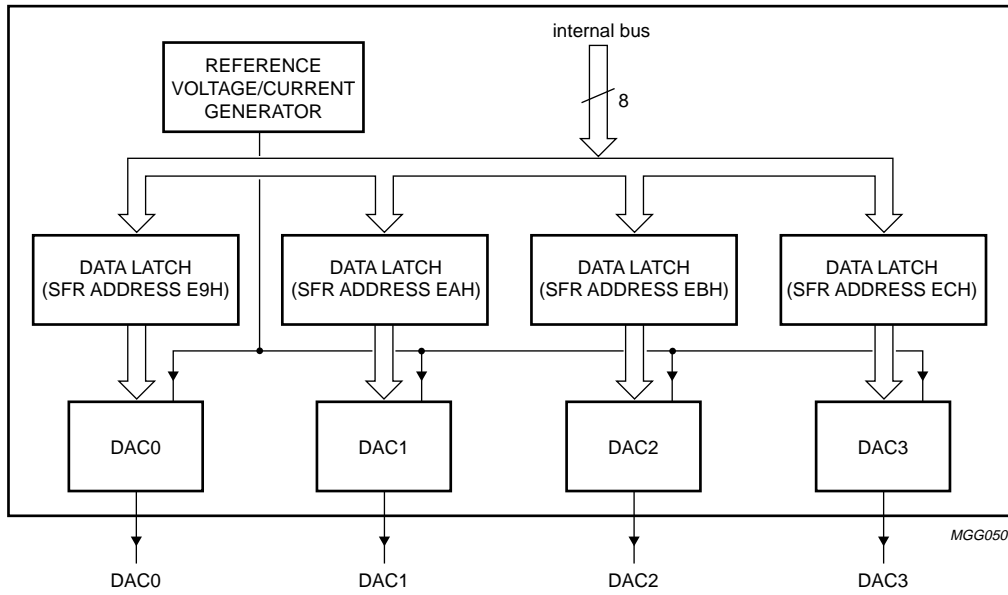 internal bus
REFERENCE
VOLTAGE/CURRENT
GENERATOR
8
DATA LATCH
(SFR ADDRESS E9H)
DATA LATCH
(SFR ADDRESS EAH)
DATA LATCH
(SFR ADDRESS EBH)
DATA LATCH
(SFR ADDRESS ECH)
DAC0
DAC1
DAC2
DAC3
MGG050
DAC0
DAC1
DAC2
DAC3